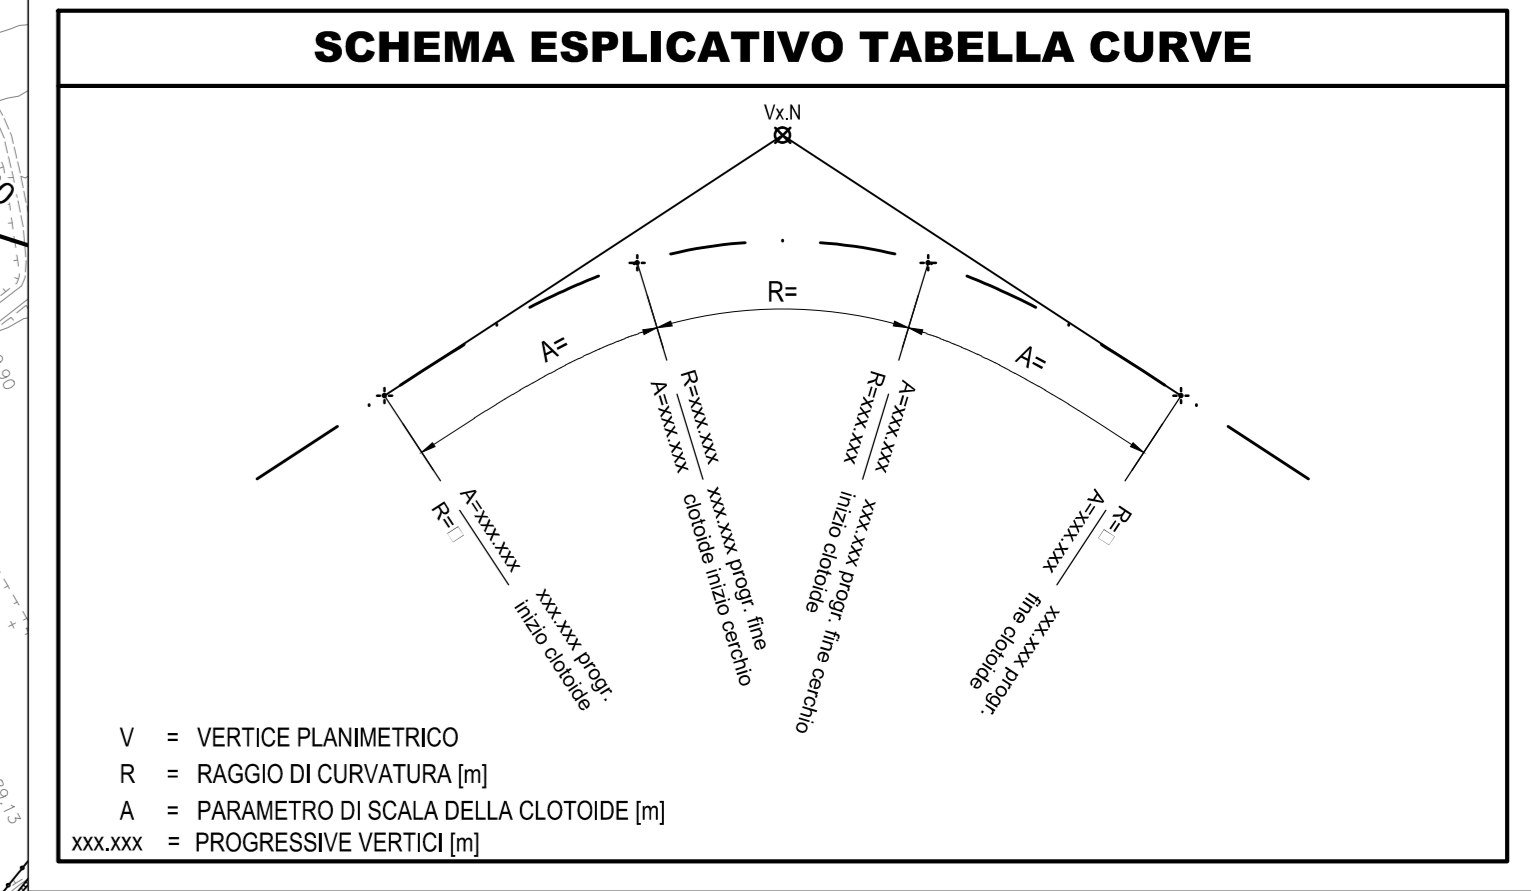 SCHEMA ESPLICATIVO TABELLA CURVE
Vx.N
R=
A=
A=
A=xxx.xxx
R=□
xxx.xxx progr.
inizio clotoide
R=xxx.xxx
A=xxx.xxx
xxx.xxx progr. fine
clotoide inizio cerchio
A=xxx.xxx
R=xxx.xxx
xxx.xxx progr. fine cerchio
inizio clotoide
R=□
A=xxx.xxx
xxx.xxx progr.
fine clotoide
V = VERTICE PLANIMETRICO
R = RAGGIO DI CURVATURA [m]
A = PARAMETRO DI SCALA DELLA CLOTOIDE [m]
xxx.xxx = PROGRESSIVE VERTICI [m]